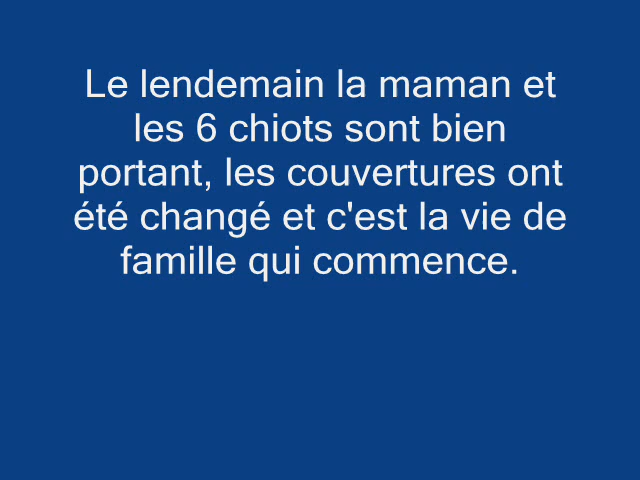 Le lendemain la maman et
les 6 chiots sont bien
portant, les couvertures ont
été changé et c'est la vie de
famille qui commence.